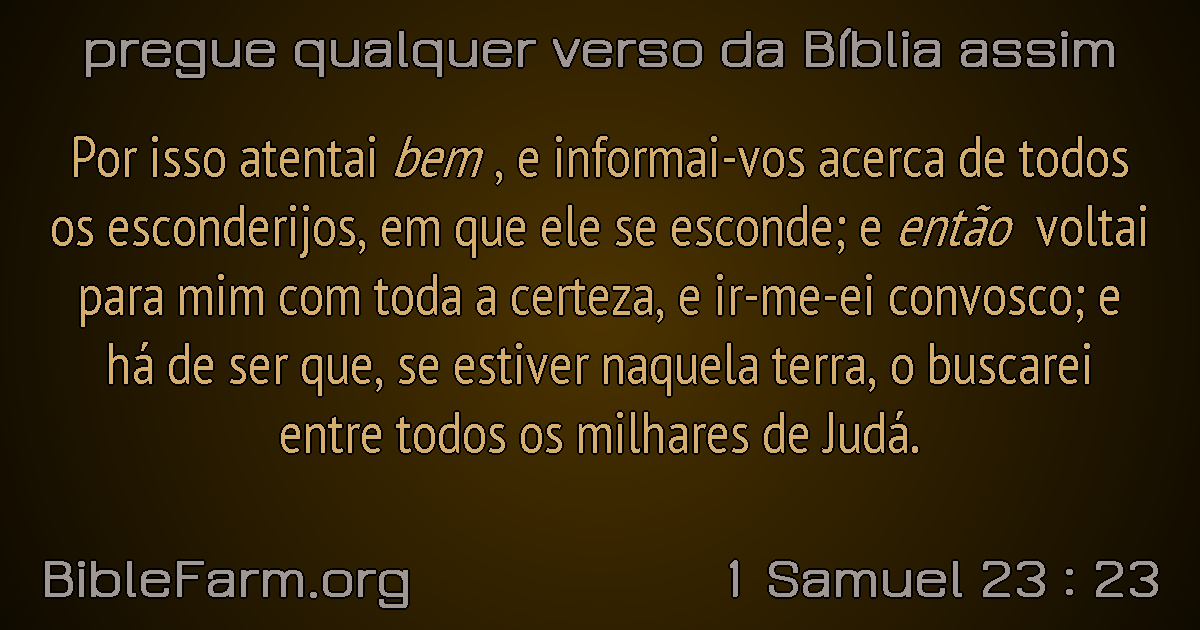 pregue qualquer verso da Bíblia assim
Por isso atentai bem , e informai-vos acerca de todos
os esconderijos, em que ele se esconde; e então voltai
para mim com toda a certeza, e ir-me-ei convosco; e
há de ser que, se estiver naquela terra, o buscarei
entre todos os milhares de Judá.
BibleFarm.org
1 Samuel 23 : 23